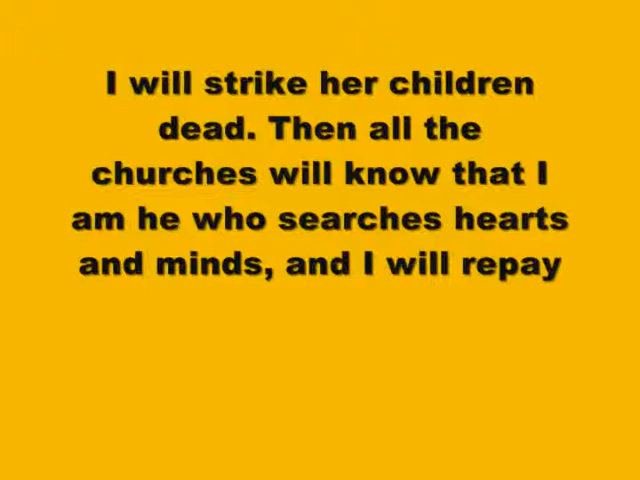 I will strike her children
dead. Then all the
churches will know that I
am he who searches hearts
and minds, and I will repay